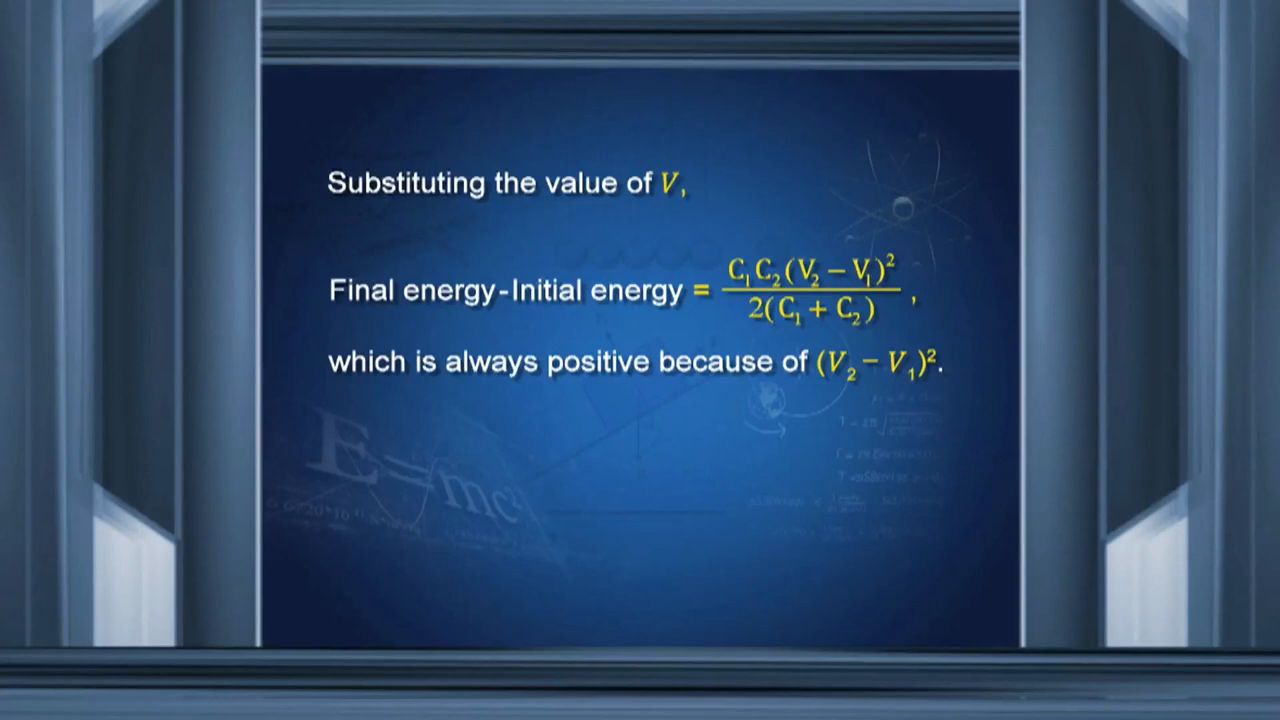 Substituting the value of V,
Final energy-Initial energy = C₁C₂(V₂ − V₁)² / 2(C₁ + C₂) ,
which is always positive because of (V₂ − V₁)².
E=mc²